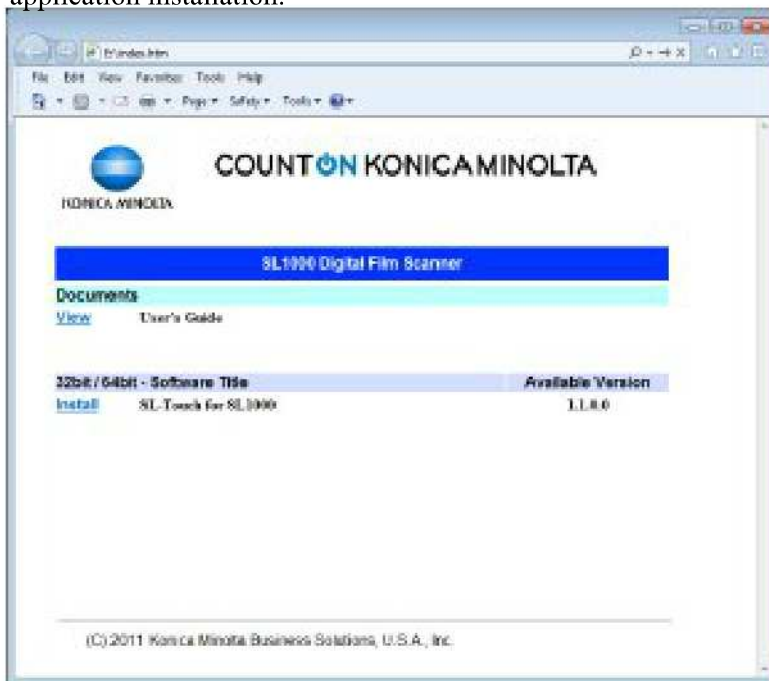 application installation.
E:\index.htm
File Edit View Favorites Tools Help
Page Safety Tools
COUNT ON KONICA MINOLTA
KONICA MINOLTA
SL1000 Digital Film Scanner
Documents
View User's Guide
32bit / 64bit - Software Title Available Version
Install SL-Touch for SL1000 1.1.0.0
(C) 2011 Konica Minolta Business Solutions, U.S.A., Inc.